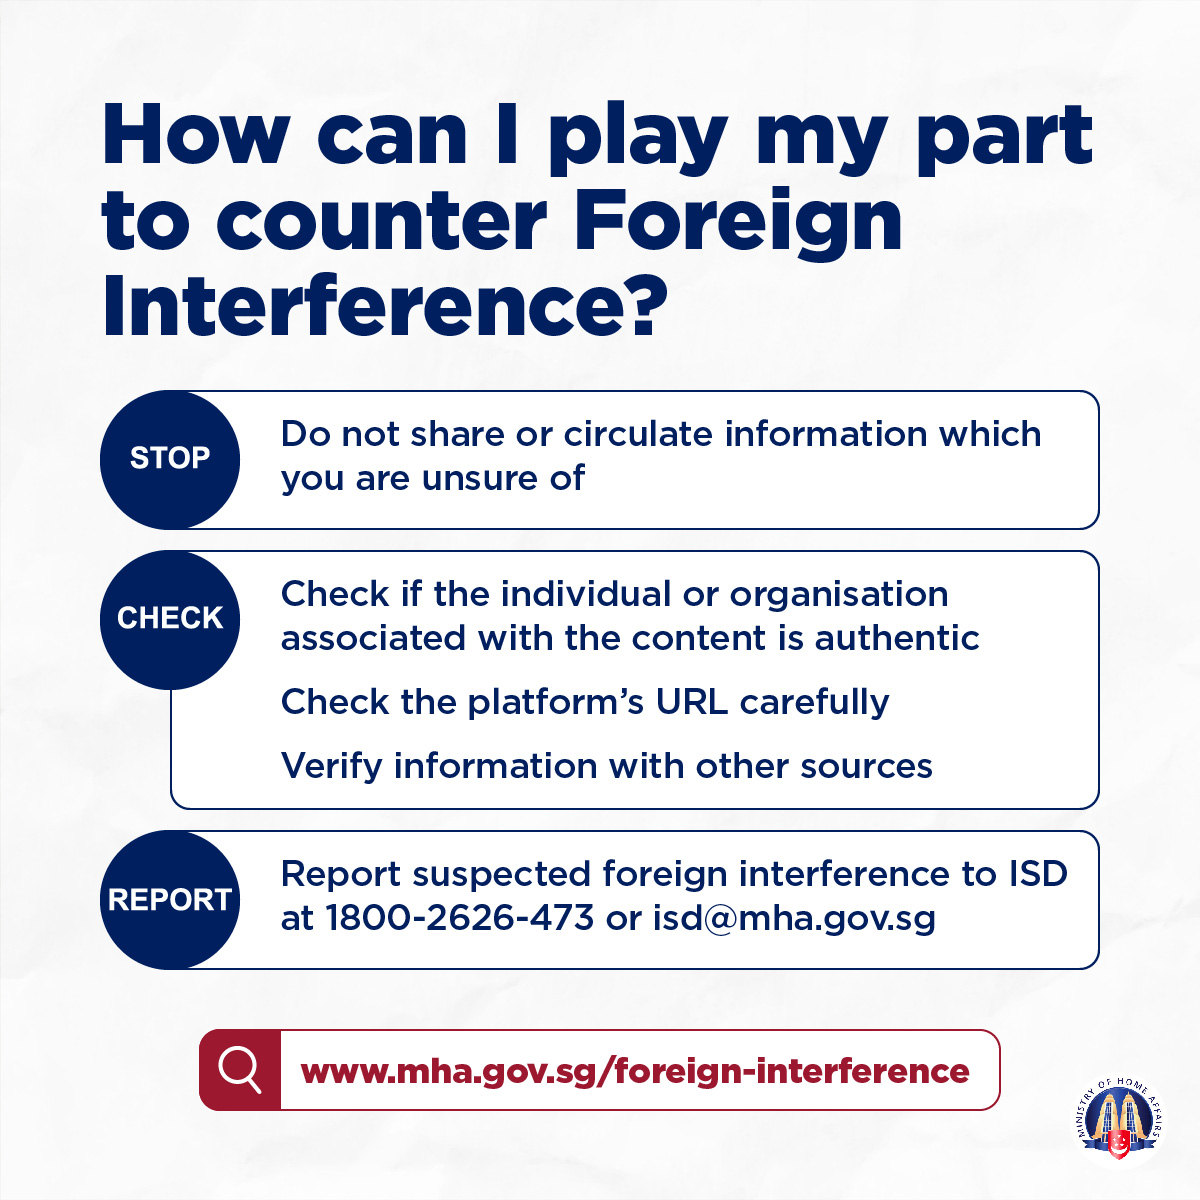 How can I play my part
to counter Foreign
Interference?
STOP
Do not share or circulate information which
you are unsure of
CHECK
Check if the individual or organisation
associated with the content is authentic
Check the platform’s URL carefully
Verify information with other sources
REPORT
Report suspected foreign interference to ISD
at 1800-2626-473 or isd@mha.gov.sg
www.mha.gov.sg/foreign-interference
MINISTRY OF HOME AFFAIRS